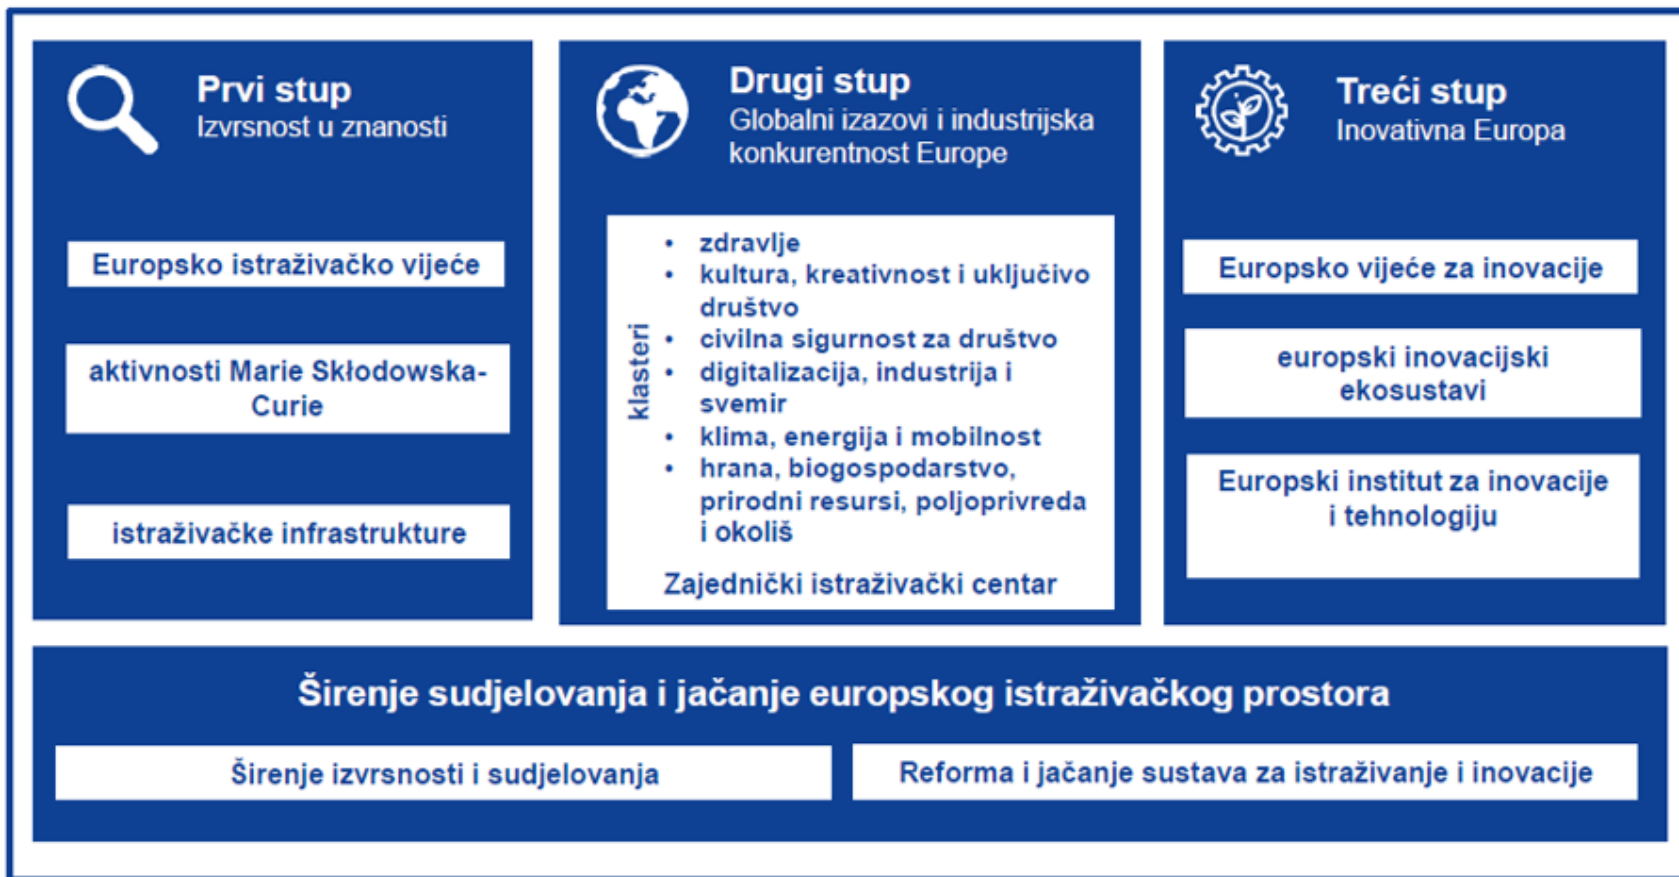 Prvi stup
Izvrsnost u znanosti
Europsko istraživačko vijeće
aktivnosti Marie Skłodowska-
Curie
istraživačke infrastrukture
Drugi stup
Globalni izazovi i industrijska
konkurentnost Europe
klasteri
• zdravlje
• kultura, kreativnost i uključivo
društvo
• civilna sigurnost za društvo
• digitalizacija, industrija i
svemir
• klima, energija i mobilnost
• hrana, biogospodarstvo,
prirodni resursi, poljoprivreda
i okoliš
Zajednički istraživački centar
Treći stup
Inovativna Europa
Europsko vijeće za inovacije
europski inovacijski
ekosustavi
Europski institut za inovacije
i tehnologiju
Širenje sudjelovanja i jačanje europskog istraživačkog prostora
Širenje izvrsnosti i sudjelovanja
Reforma i jačanje sustava za istraživanje i inovacije